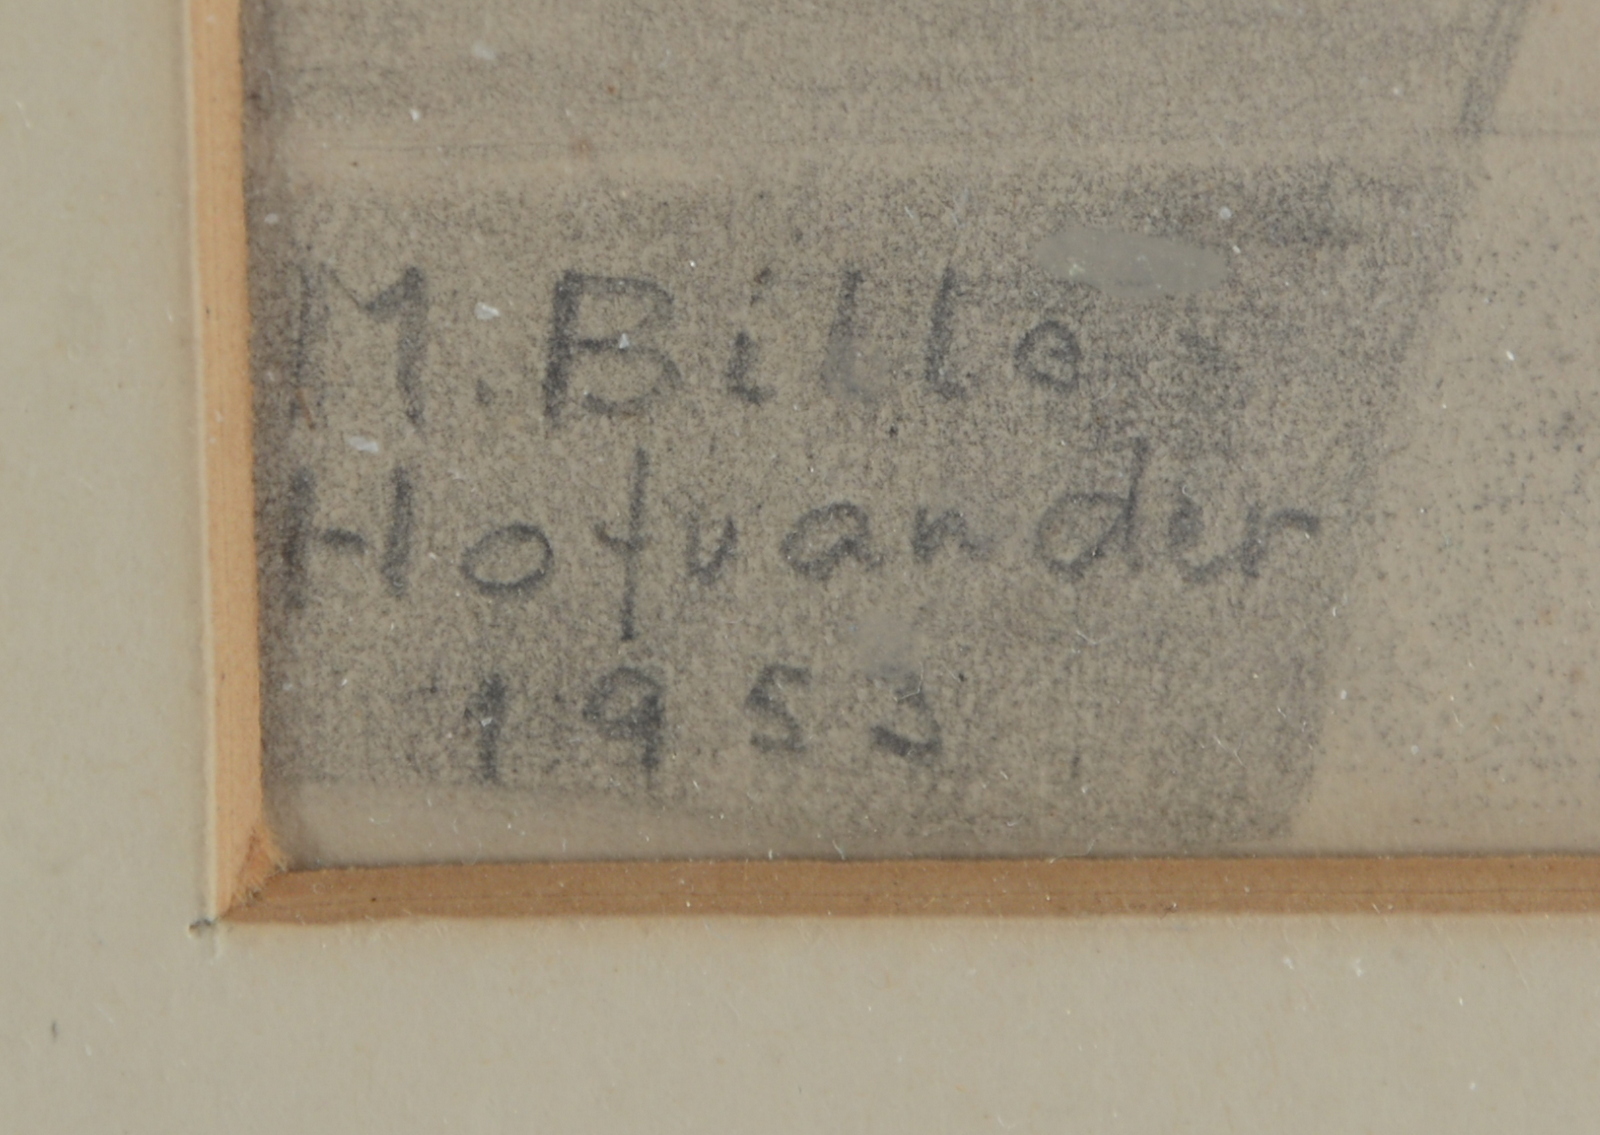 M. Bille-
Hofvander
1953